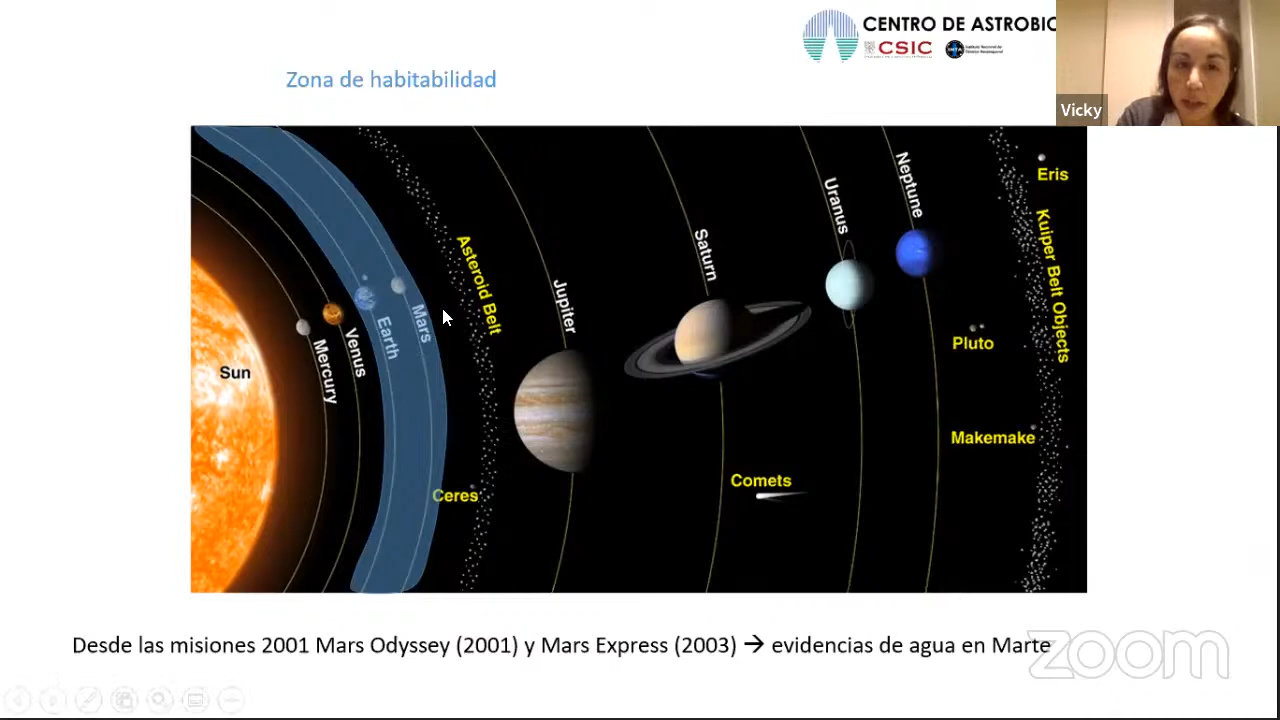 CENTRO DE ASTROBIO
CSIC
INTA
Zona de habitabilidad
Vicky
Eris
Neptune
Uranus
Kuiper Belt Objects
Saturn
Asteroid Belt
Jupiter
Mars
Earth
Venus
Mercury
Sun
Pluto
Makemake
Comets
Ceres
Desde las misiones 2001 Mars Odyssey (2001) y Mars Express (2003) → evidencias de agua en Marte
zoom